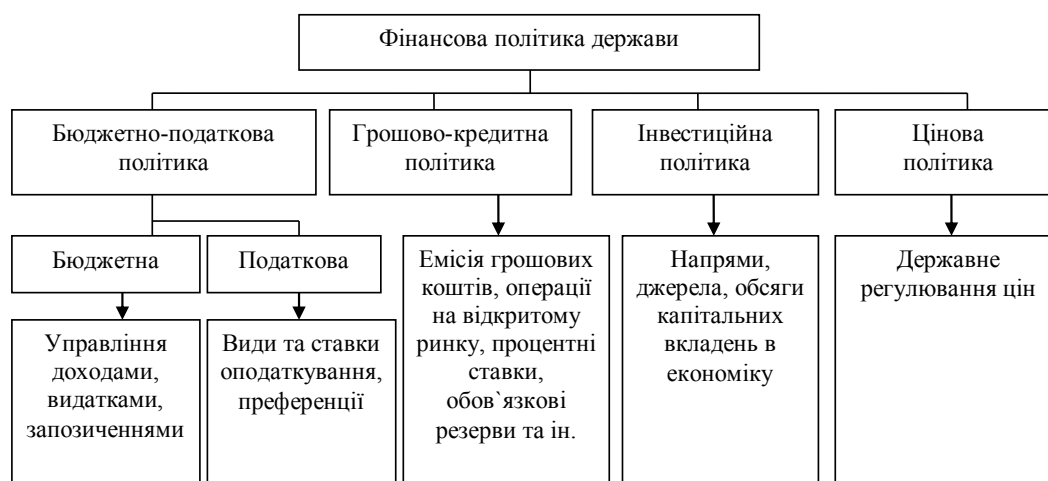 Фінансова політика держави
Бюджетно-податкова
політика
Грошово-кредитна
політика
Інвестиційна
політика
Цінова
політика
Бюджетна
Податкова
Управління
доходами,
видатками,
запозиченнями
Види та ставки
оподаткування,
преференції
Емісія грошових
коштів, операції
на відкритому
ринку, процентні
ставки,
обов`язкові
резерви та ін.
Напрями,
джерела, обсяги
капітальних
вкладень в
економіку
Державне
регулювання цін